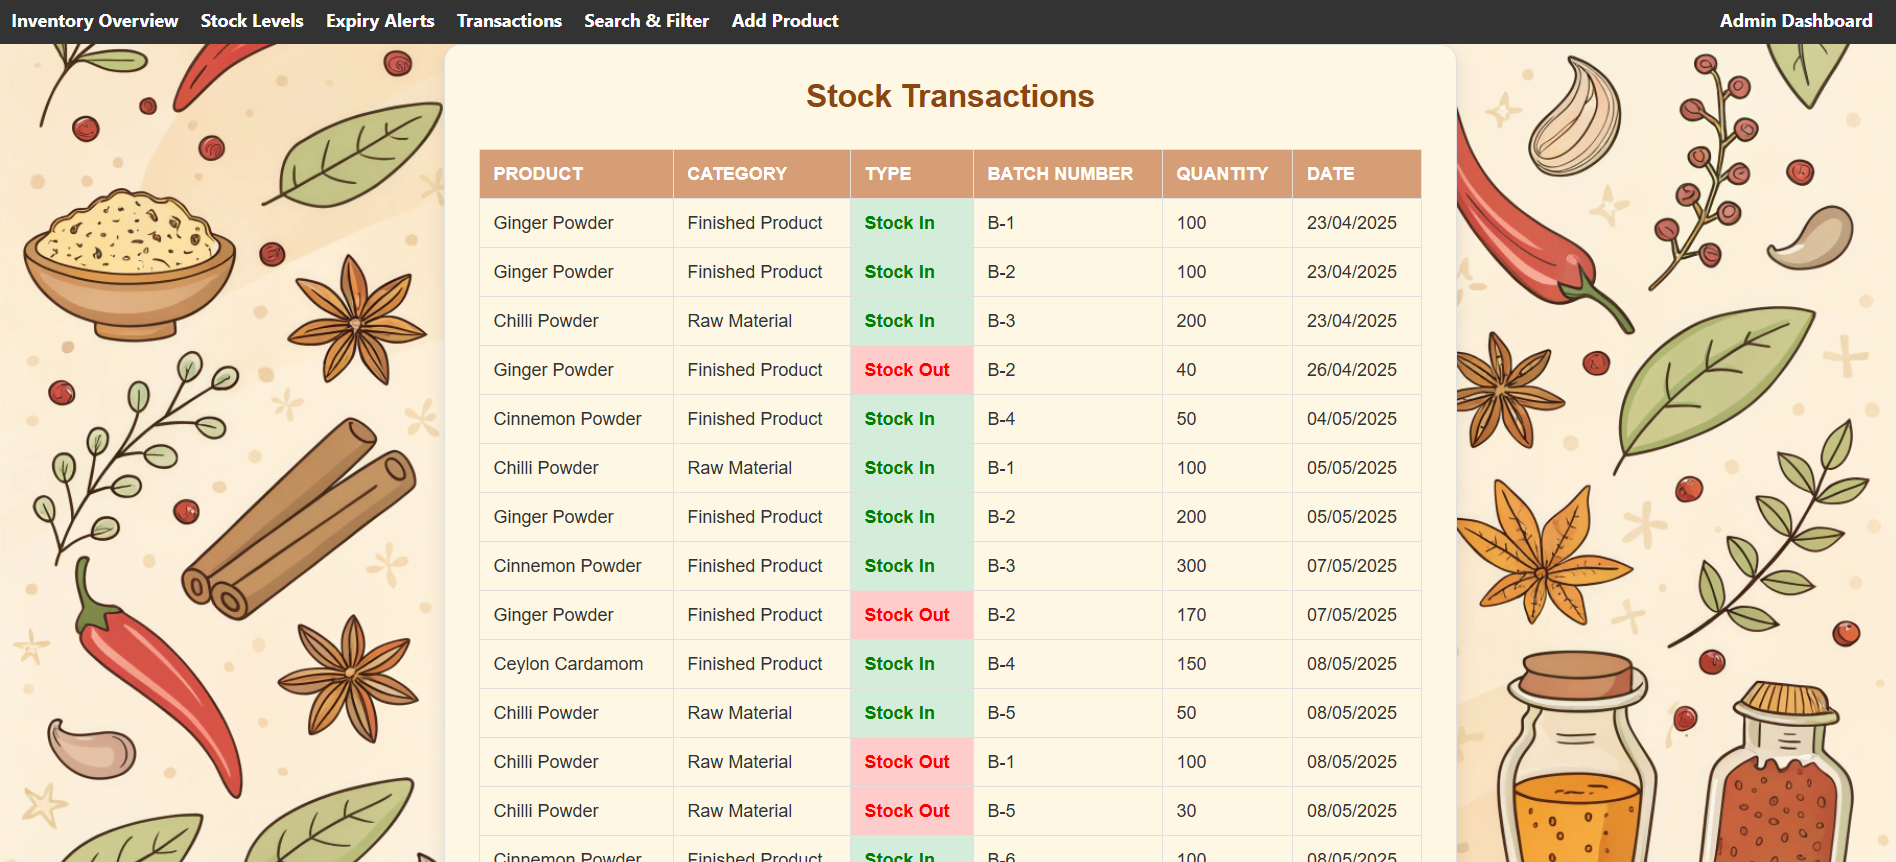 Inventory Overview Stock Levels Expiry Alerts Transactions Search & Filter Add Product Admin Dashboard
Stock Transactions
PRODUCT CATEGORY TYPE BATCH NUMBER QUANTITY DATE
Ginger Powder Finished Product Stock In B-1 100 23/04/2025
Ginger Powder Finished Product Stock In B-2 100 23/04/2025
Chilli Powder Raw Material Stock In B-3 200 23/04/2025
Ginger Powder Finished Product Stock Out B-2 40 26/04/2025
Cinnemon Powder Finished Product Stock In B-4 50 04/05/2025
Chilli Powder Raw Material Stock In B-1 100 05/05/2025
Ginger Powder Finished Product Stock In B-2 200 05/05/2025
Cinnemon Powder Finished Product Stock In B-3 300 07/05/2025
Ginger Powder Finished Product Stock Out B-2 170 07/05/2025
Ceylon Cardamom Finished Product Stock In B-4 150 08/05/2025
Chilli Powder Raw Material Stock In B-5 50 08/05/2025
Chilli Powder Raw Material Stock Out B-1 100 08/05/2025
Chilli Powder Raw Material Stock Out B-5 30 08/05/2025
Cinnemon Powder Finished Product Stock In B-6 100 08/05/2025